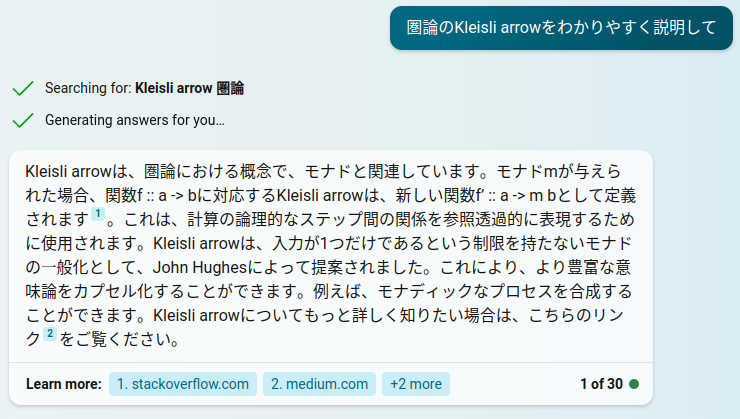 圏論のKleisli arrowをわかりやすく説明して
Searching for: Kleisli arrow 圏論
Generating answers for you…
Kleisli arrowは、圏論における概念で、モナドと関連しています。モナドmが与えら
れた場合、関数f :: a -> bに対応するKleisli arrowは、新しい関数f’ :: a -> m bとして定義
されます 1 。これは、計算の論理的なステップ間の関係を参照透過的に表現するため
に使用されます。Kleisli arrowは、入力が1つだけであるという制限を持たないモナド
の一般化として、John Hughesによって提案されました。これにより、より豊富な意
味論をカプセル化することができます。例えば、モナディックなプロセスを合成する
ことができます。Kleisli arrowについてもっと詳しく知りたい場合は、こちらのリン
ク 2 をご覧ください。
Learn more: 1. stackoverflow.com 2. medium.com +2 more 1 of 30